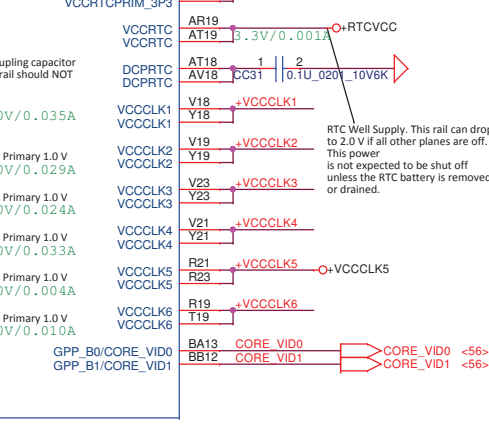 VCCRTCPRIM_3P3
VCCRTC AR19 +RTCVCC
VCCRTC AT19 3.3V/0.001A
upling capacitor DCPRTC AT18 1 2
rail should NOT DCPRTC AV18 CC31 0.1U_0201_10V6K
VCCCLK1 V18 +VCCCLK1
0V/0.035A VCCCLK1 Y18
RTC Well Supply. This rail can drop
to 2.0 V if all other planes are off.
This power
is not expected to be shut off
unless the RTC battery is removed
or drained.
VCCCLK2 V19 +VCCCLK2
Primary 1.0 V VCCCLK2 Y19
0V/0.029A
VCCCLK3 V23 +VCCCLK3
Primary 1.0 V VCCCLK3 Y23
0V/0.024A
VCCCLK4 V21 +VCCCLK4
Primary 1.0 V VCCCLK4 Y21
0V/0.033A
VCCCLK5 R21 +VCCCLK5 +VCCCLK5
Primary 1.0 V VCCCLK5 R23
0V/0.004A
VCCCLK6 R19 +VCCCLK6
Primary 1.0 V VCCCLK6 T19
0V/0.010A
GPP_B0/CORE_VID0 BA13 CORE_VID0 CORE_VID0 <56>
GPP_B1/CORE_VID1 BB12 CORE_VID1 CORE_VID1 <56>